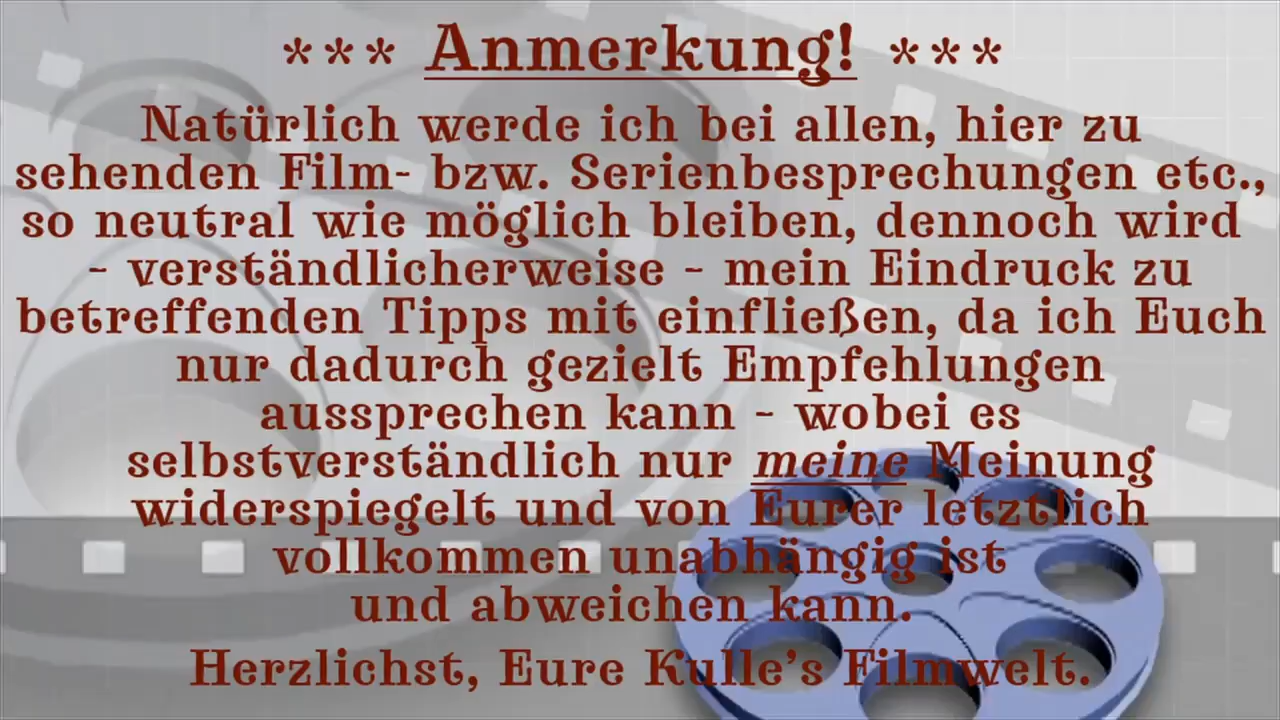 *** Anmerkung! ***
Natürlich werde ich bei allen, hier zu
sehenden Film- bzw. Serienbesprechungen etc.,
so neutral wie möglich bleiben, dennoch wird
- verständlicherweise - mein Eindruck zu
betreffenden Tipps mit einfließen, da ich Euch
nur dadurch gezielt Empfehlungen
aussprechen kann - wobei es
selbstverständlich nur meine Meinung
widerspiegelt und von Eurer letztlich
vollkommen unabhängig ist
und abweichen kann.
Herzlichst, Eure Kulle's Filmwelt.